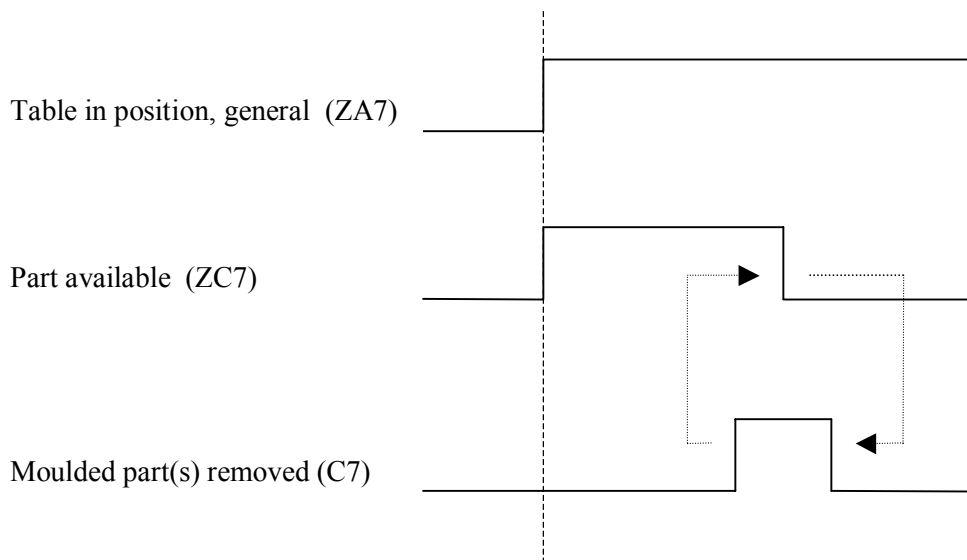 Table in position, general (ZA7)
Part available (ZC7)
Moulded part(s) removed (C7)